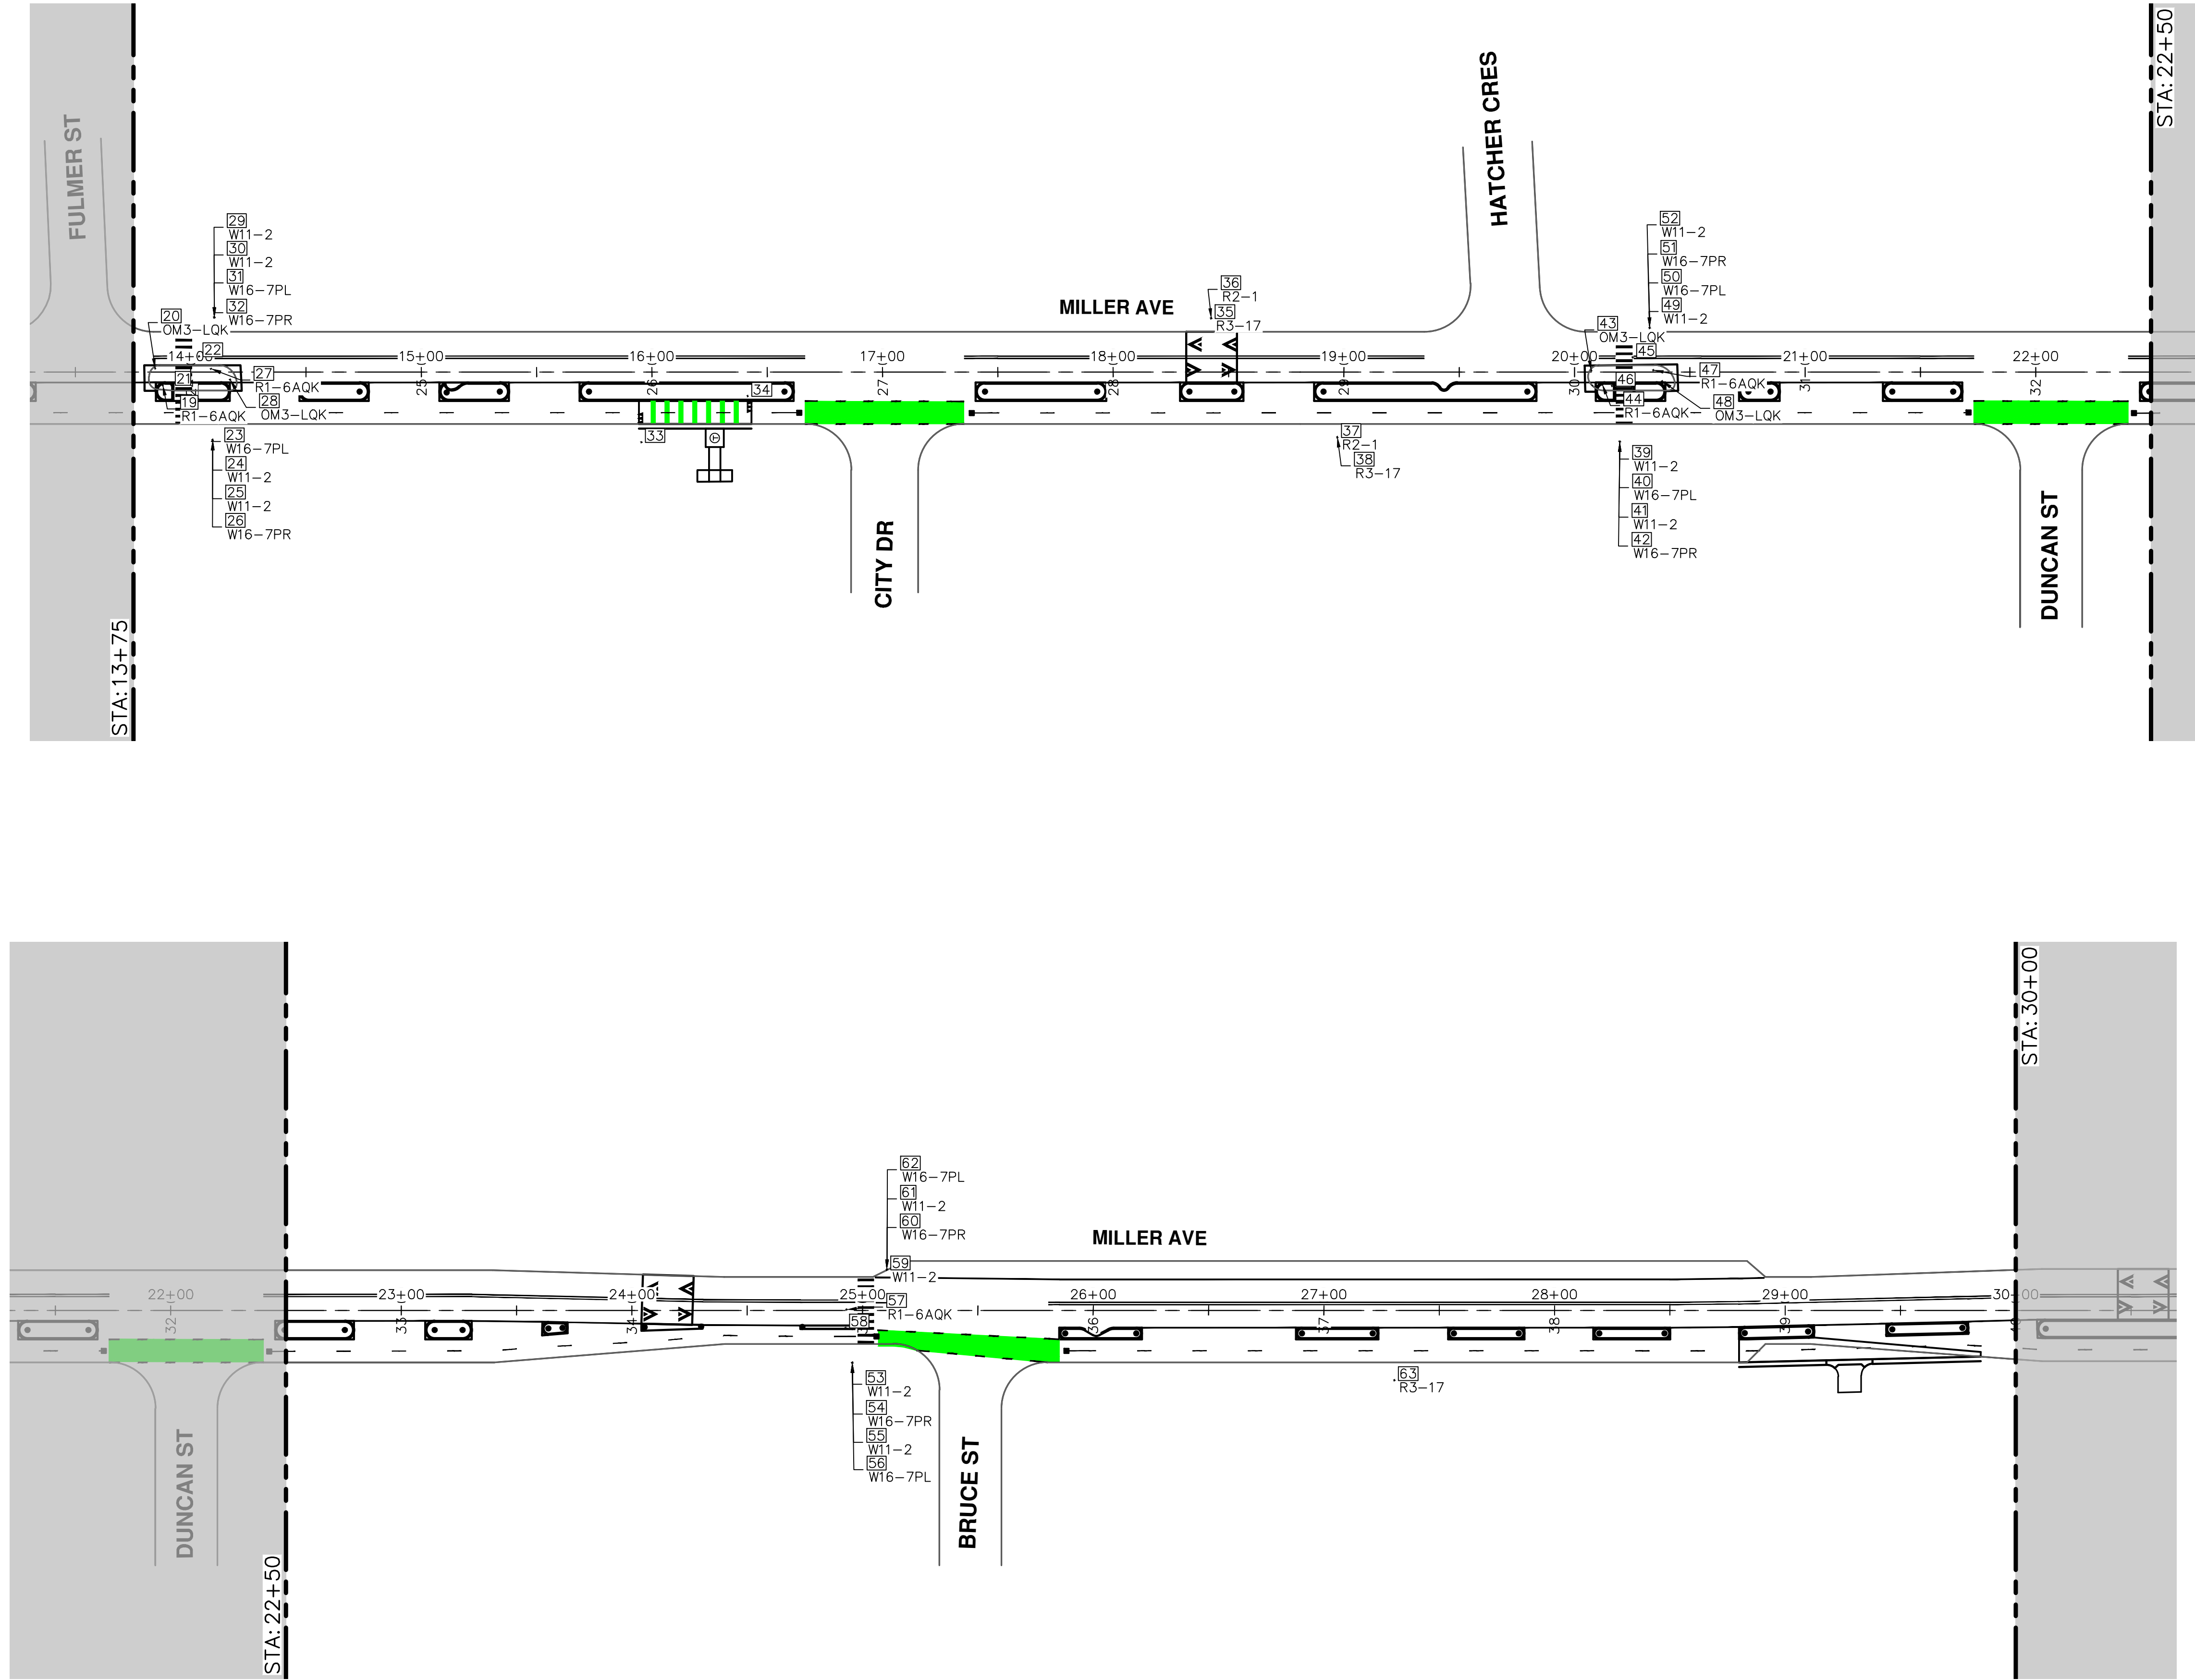 FULMER ST
STA: 13+75
29
W11-2
30
W11-2
31
W16-7PL
32
W16-7PR
20
OM3-LQK
22
21
27
R1-6AQK
28
OM3-LQK
19
R1-6AQK
23
W16-7PL
24
W11-2
25
W11-2
26
W16-7PR
15+00
16+00
17+00
18+00
19+00
20+00
21+00
22+00
25
26
27
28
29
30
31
32
33
34
MILLER AVE
36
R2-1
35
R3-17
37
R2-1
38
R3-17
CITY DR
HATCHER CRES
52
W11-2
51
W16-7PR
50
W16-7PL
49
W11-2
43
OM3-LQK
45
46
47
R1-6AQK
44
R1-6AQK
48
OM3-LQK
39
W11-2
40
W16-7PL
41
W11-2
42
W16-7PR
DUNCAN ST
STA: 22+50
22+00
32
DUNCAN ST
STA: 22+50
23+00
24+00
25+00
26+00
27+00
28+00
29+00
30+00
33
34
36
37
38
39
62
W16-7PL
61
W11-2
60
W16-7PR
59
W11-2
57
R1-6AQK
58
53
W11-2
54
W16-7PR
55
W11-2
56
W16-7PL
BRUCE ST
MILLER AVE
63
R3-17
STA: 30+00